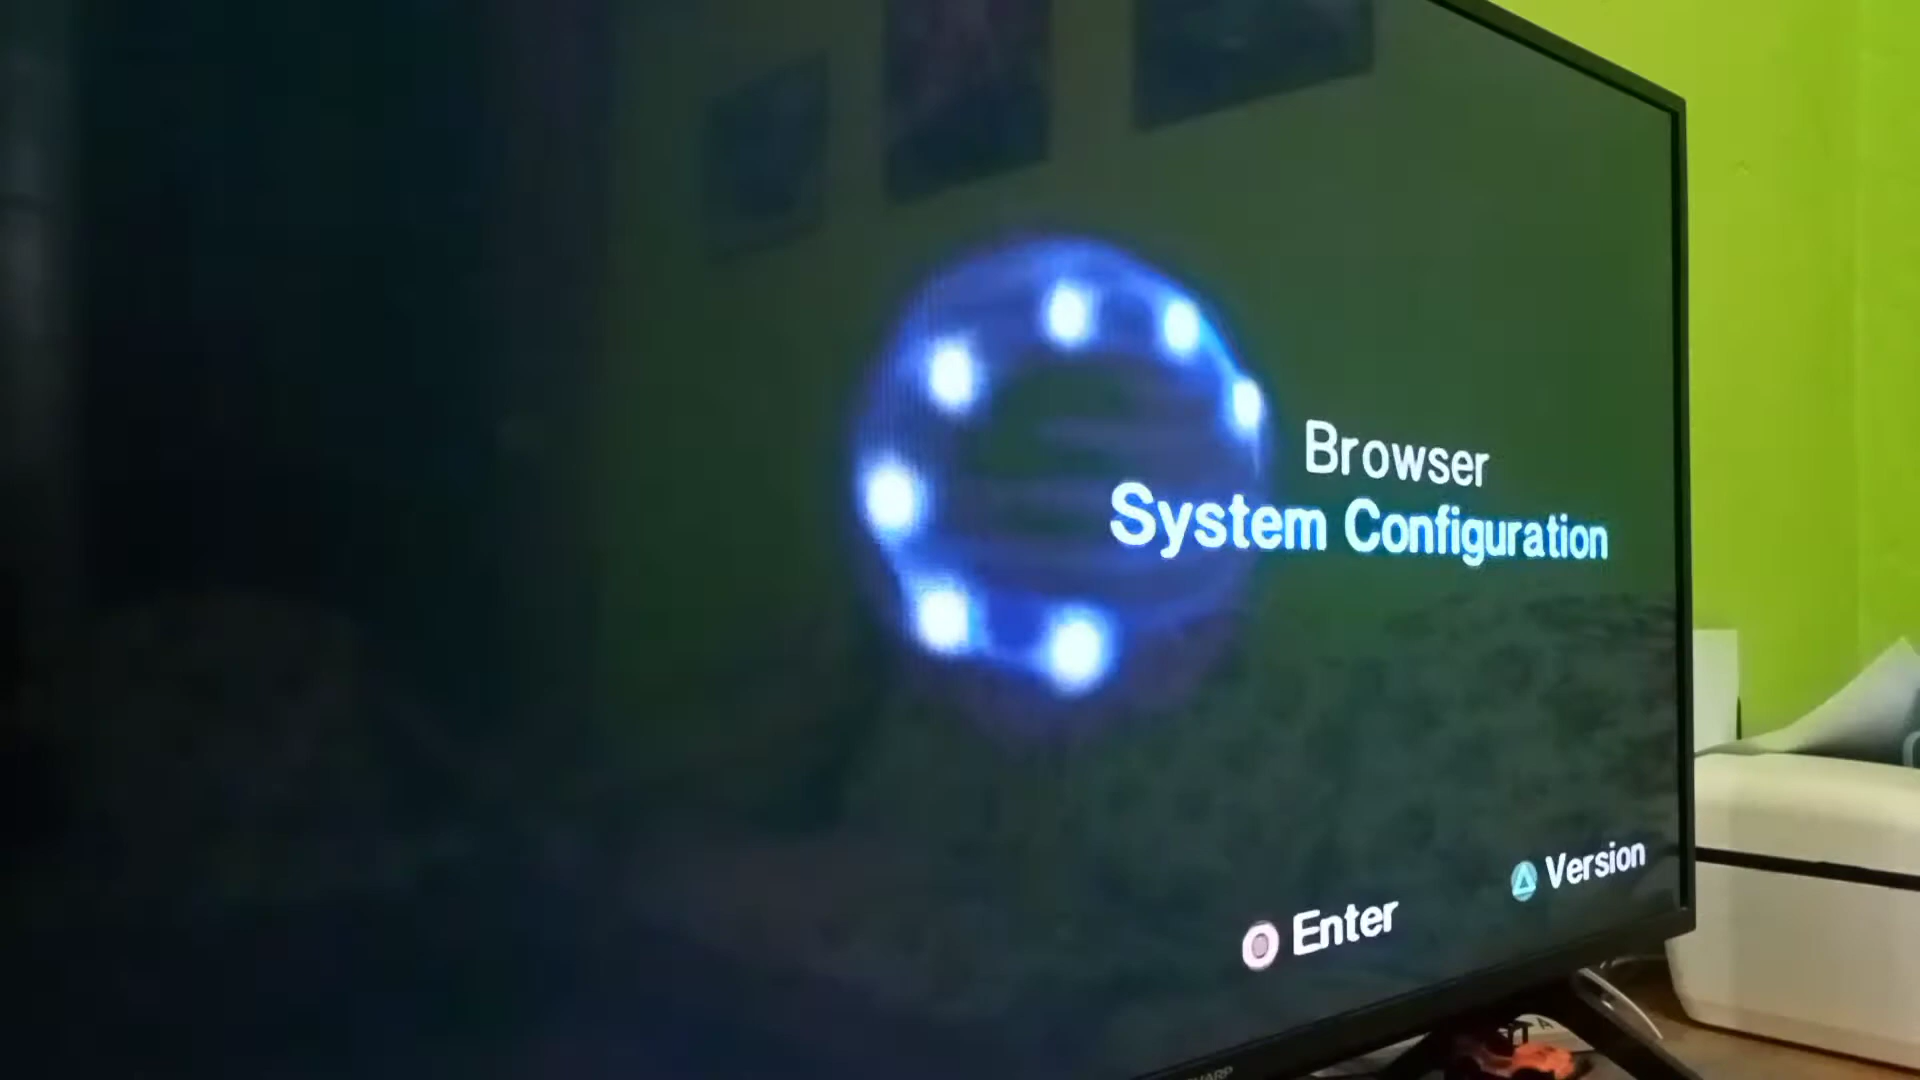 Browser
System Configuration
Version
Enter